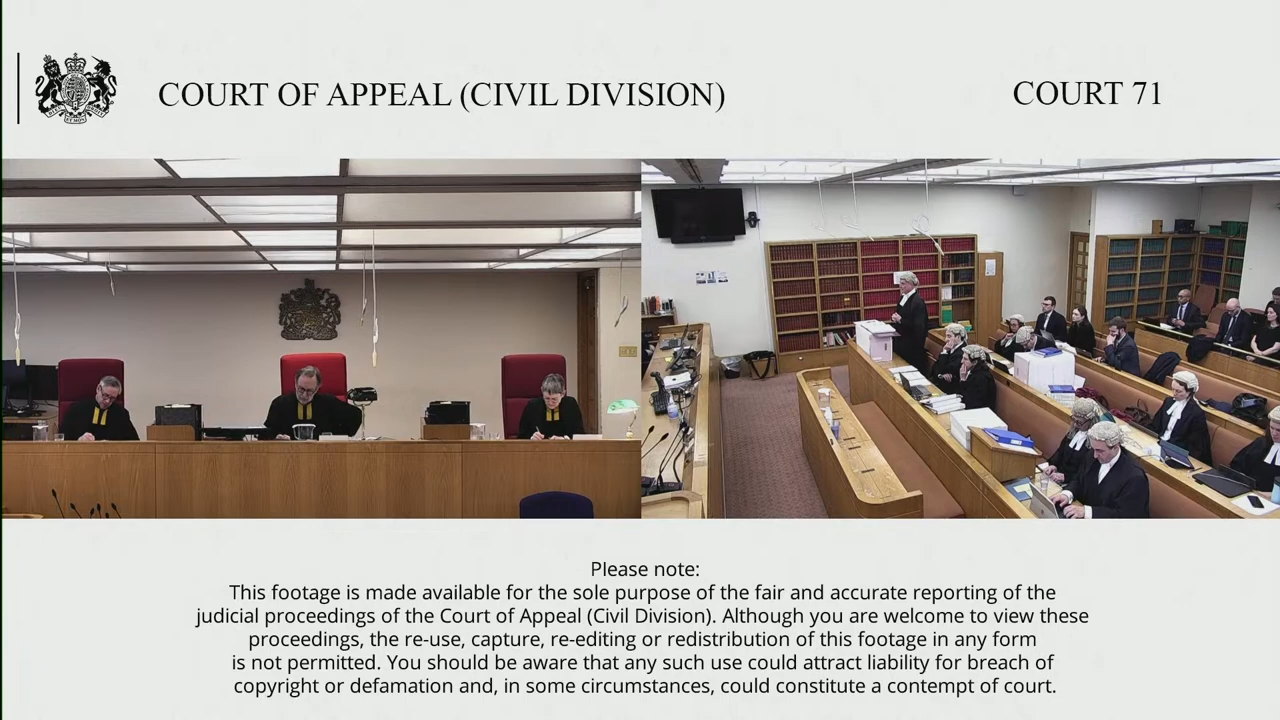 COURT OF APPEAL (CIVIL DIVISION)
COURT 71
Please note:
This footage is made available for the sole purpose of the fair and accurate reporting of the
judicial proceedings of the Court of Appeal (Civil Division). Although you are welcome to view these
proceedings, the re-use, capture, re-editing or redistribution of this footage in any form
is not permitted. You should be aware that any such use could attract liability for breach of
copyright or defamation and, in some circumstances, could constitute a contempt of court.